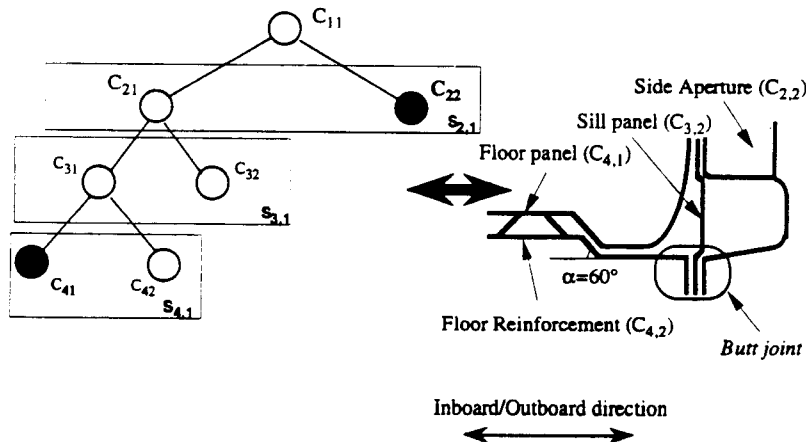 C11
C21
C22
S2,1
C31
C32
S3,1
C41
C42
S4,1
Side Aperture (C2,2)
Sill panel (C3,2)
Floor panel (C4,1)
α=60°
Floor Reinforcement (C4,2)
Butt joint
Inboard/Outboard direction